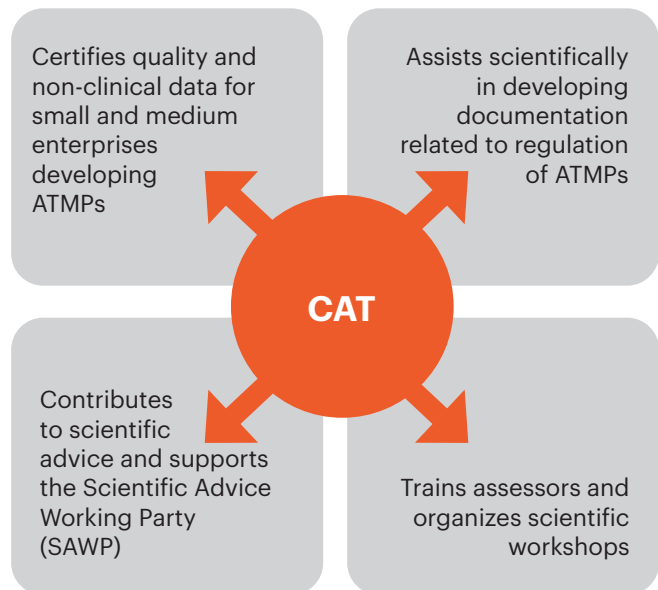 Certifies quality and
non-clinical data for
small and medium
enterprises
developing
ATMPs
Assists scientifically
in developing
documentation
related to regulation
of ATMPs
CAT
Contributes
to scientific
advice and supports
the Scientific Advice
Working Party
(SAWP)
Trains assessors and
organizes scientific
workshops